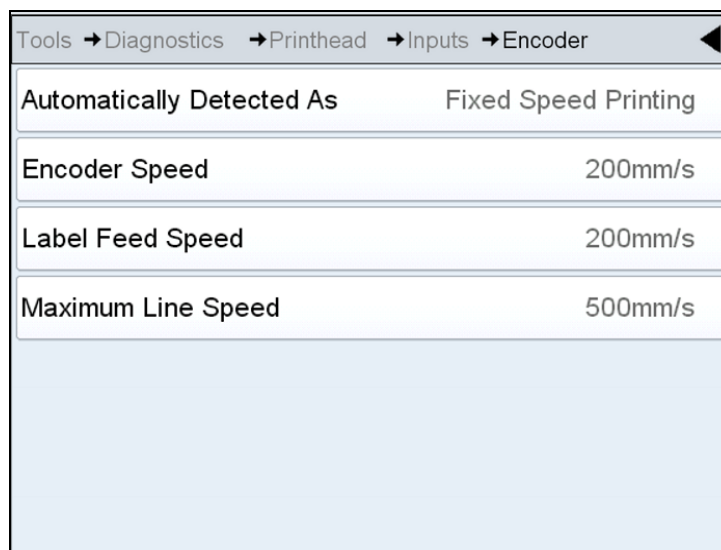 Tools ➔ Diagnostics ➔ Printhead ➔ Inputs ➔ Encoder
Automatically Detected As Fixed Speed Printing
Encoder Speed 200mm/s
Label Feed Speed 200mm/s
Maximum Line Speed 500mm/s